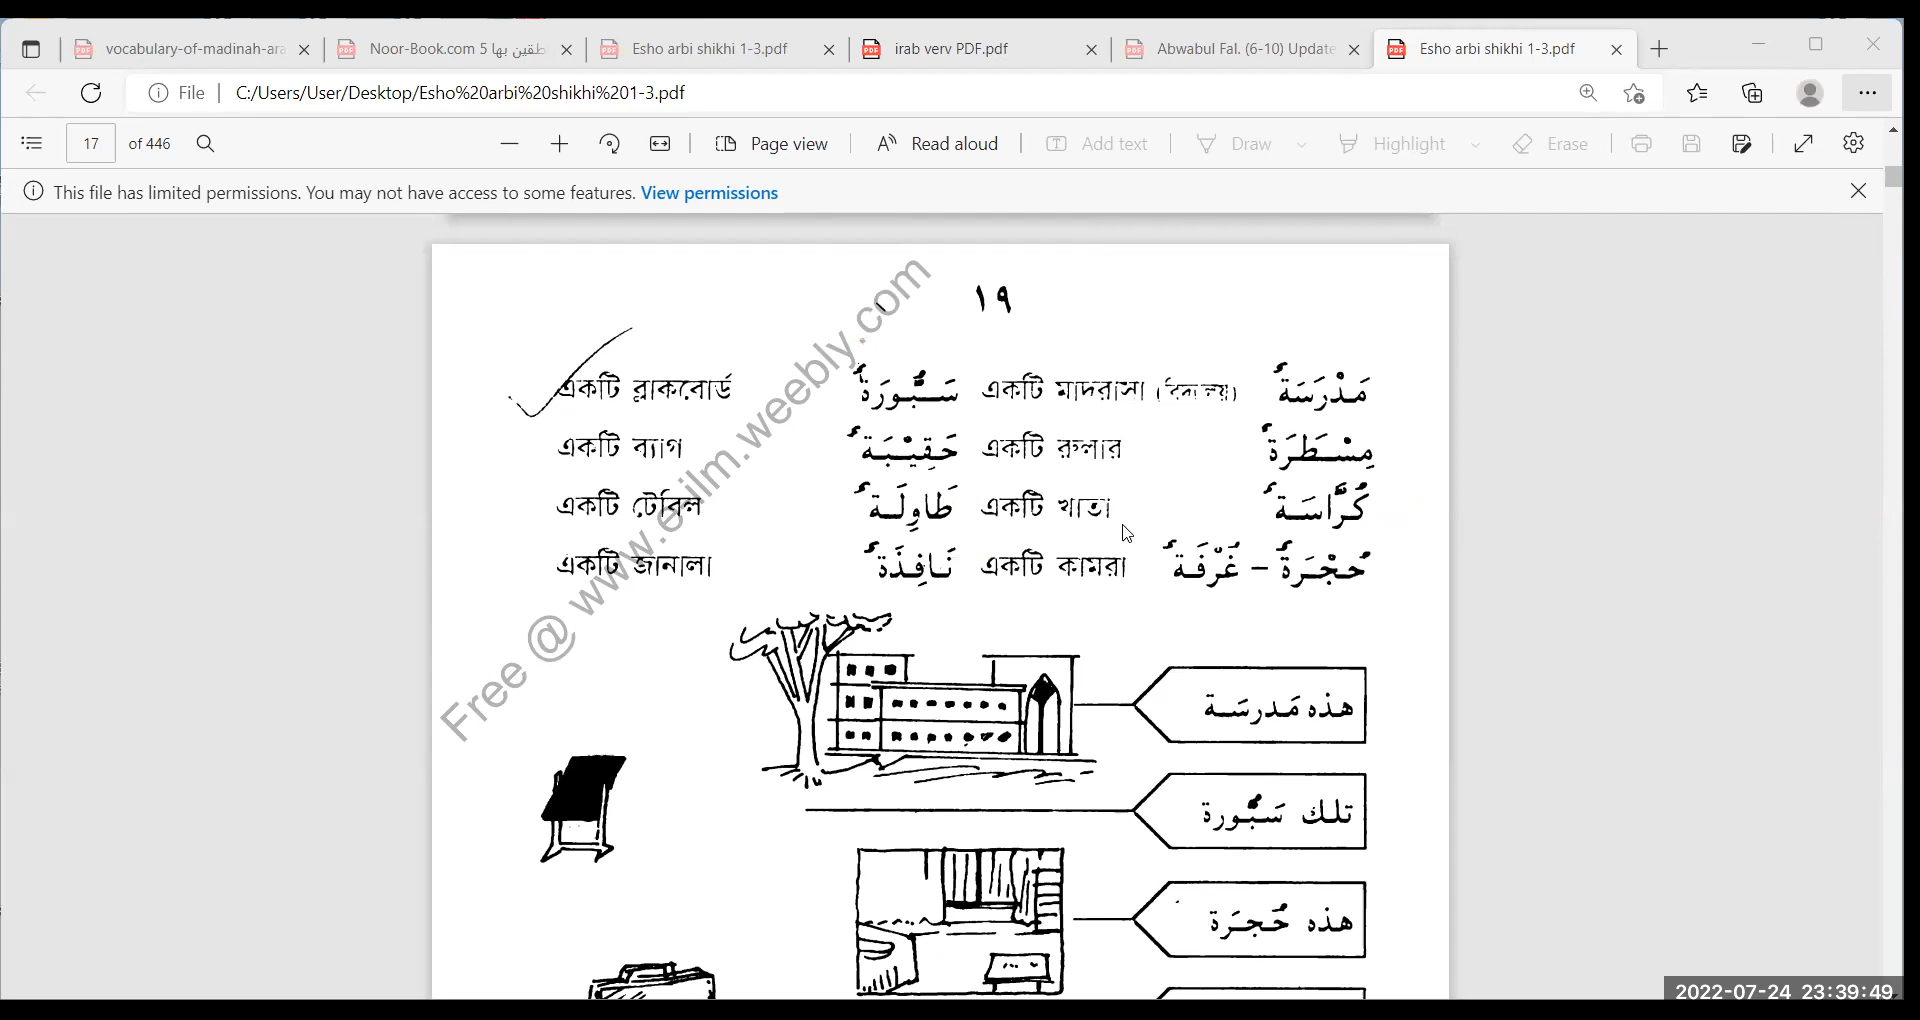 vocabulary-of-madinah-ara
Noor-Book.com 5 طقين بها
Esho arbi shikhi 1-3.pdf
irab verv PDF.pdf
Abwabul Fal. (6-10) Update
Esho arbi shikhi 1-3.pdf
File
C:/Users/User/Desktop/Esho%20arbi%20shikhi%201-3.pdf
17 of 446
Page view
Read aloud
Add text
Draw
Highlight
Erase
This file has limited permissions. You may not have access to some features. View permissions
١٩
مَدْرَسَةٌ একটি মাদরাসা (বিদ্যালয়) سَبُّورَةٌ একটি ব্লাকবোর্ড
مِسْطَرَةٌ একটি রুলার حَقِيْبَةٌ একটি ব্যাগ
كُرَّاسَةٌ একটি খাতা طَاوِلَةٌ একটি টেবিল
حُجْرَةٌ – غُرْفَةٌ একটি কামরা نَافِذَةٌ একটি জানালা
هذه مَدرسَة
تلك سَبُّورة
هذه حُجرَة
Free @ www.e-ilm.weebly.com
2022-07-24 23:39:49